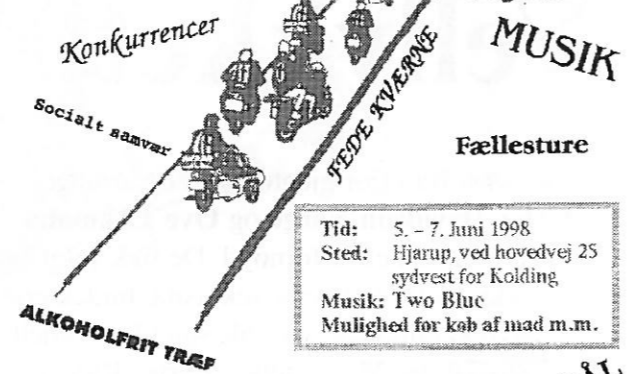 Konkurrencer
MUSIK
Socialt samvær
FEDE KVÆRNE
Fællesture
Tid: 5. – 7. Juni 1998
Sted: Hjarup, ved hovedvej 25
sydvest for Kolding
Musik: Two Blue
Mulighed for køb af mad m.m.
ALKOHOLFRIT TRÆF